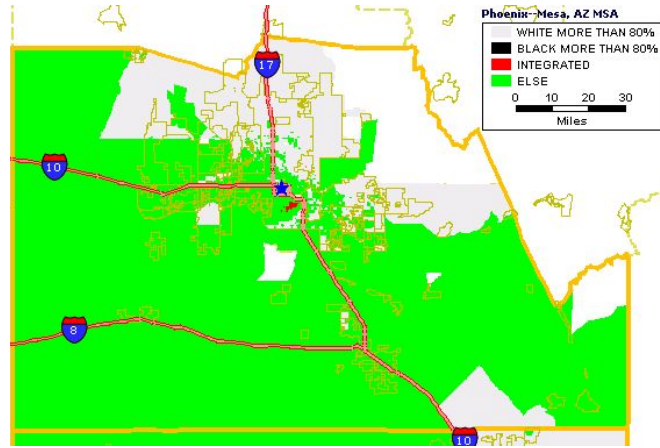 Phoenix--Mesa, AZ MSA
WHITE MORE THAN 80%
BLACK MORE THAN 80%
INTEGRATED
ELSE
0 10 20 30
Miles
17
10
8
10